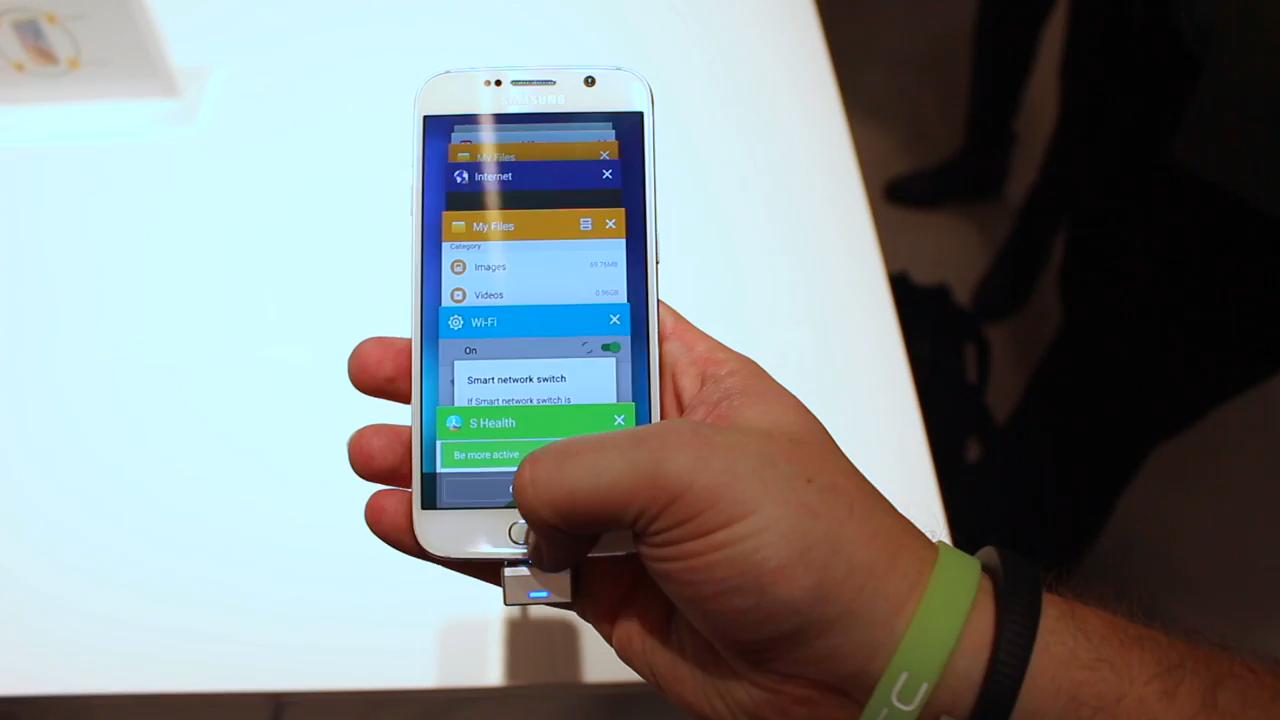 SAMSUNG
My Files
Internet
My Files
Category
Images 69.76MB
Videos 0.96GB
Wi-Fi
On
Smart network switch
If Smart network switch is
S Health
Be more active